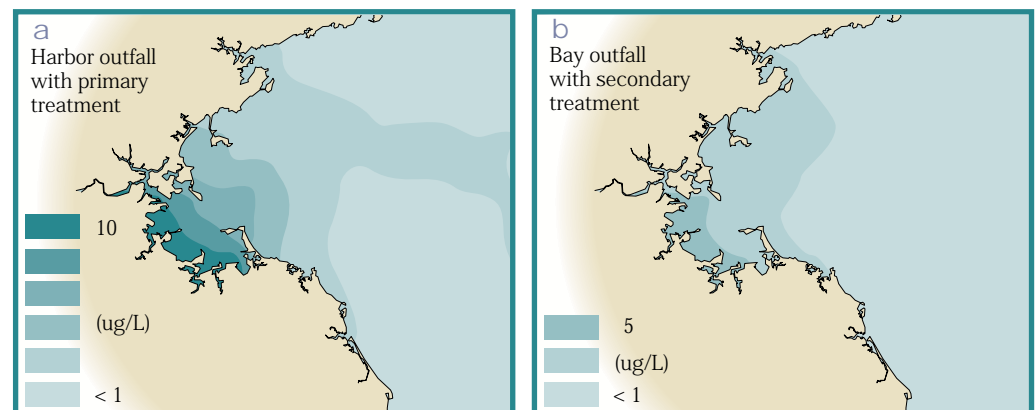 a
Harbor outfall
with primary
treatment
10
(ug/L)
< 1
b
Bay outfall
with secondary
treatment
5
(ug/L)
< 1